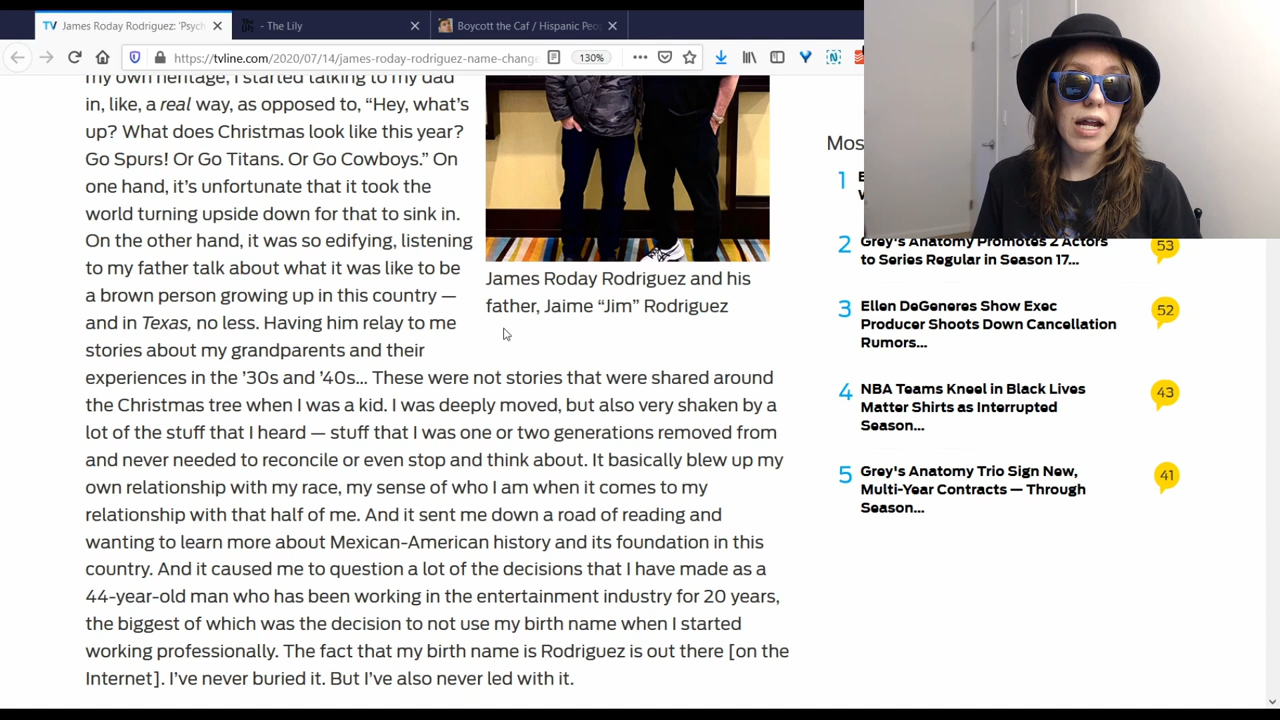 James Roday Rodriguez: 'Psych
- The Lily
Boycott the Caf / Hispanic Peo
https://tvline.com/2020/07/14/james-roday-rodriguez-name-change
130%
my own heritage, I started talking to my dad
in, like, a real way, as opposed to, “Hey, what’s
up? What does Christmas look like this year?
Go Spurs! Or Go Titans. Or Go Cowboys.” On
one hand, it’s unfortunate that it took the
world turning upside down for that to sink in.
On the other hand, it was so edifying, listening
to my father talk about what it was like to be
a brown person growing up in this country —
and in Texas, no less. Having him relay to me
stories about my grandparents and their
experiences in the ’30s and ’40s… These were not stories that were shared around
the Christmas tree when I was a kid. I was deeply moved, but also very shaken by a
lot of the stuff that I heard — stuff that I was one or two generations removed from
and never needed to reconcile or even stop and think about. It basically blew up my
own relationship with my race, my sense of who I am when it comes to my
relationship with that half of me. And it sent me down a road of reading and
wanting to learn more about Mexican-American history and its foundation in this
country. And it caused me to question a lot of the decisions that I have made as a
44-year-old man who has been working in the entertainment industry for 20 years,
the biggest of which was the decision to not use my birth name when I started
working professionally. The fact that my birth name is Rodriguez is out there [on the
Internet]. I’ve never buried it. But I’ve also never led with it.
James Roday Rodriguez and his
father, Jaime “Jim” Rodriguez
Mos
1
2 Grey's Anatomy Promotes 2 Actors
to Series Regular in Season 17...
53
3 Ellen DeGeneres Show Exec
Producer Shoots Down Cancellation
Rumors...
52
4 NBA Teams Kneel in Black Lives
Matter Shirts as Interrupted
Season...
43
5 Grey's Anatomy Trio Sign New,
Multi-Year Contracts — Through
Season...
41